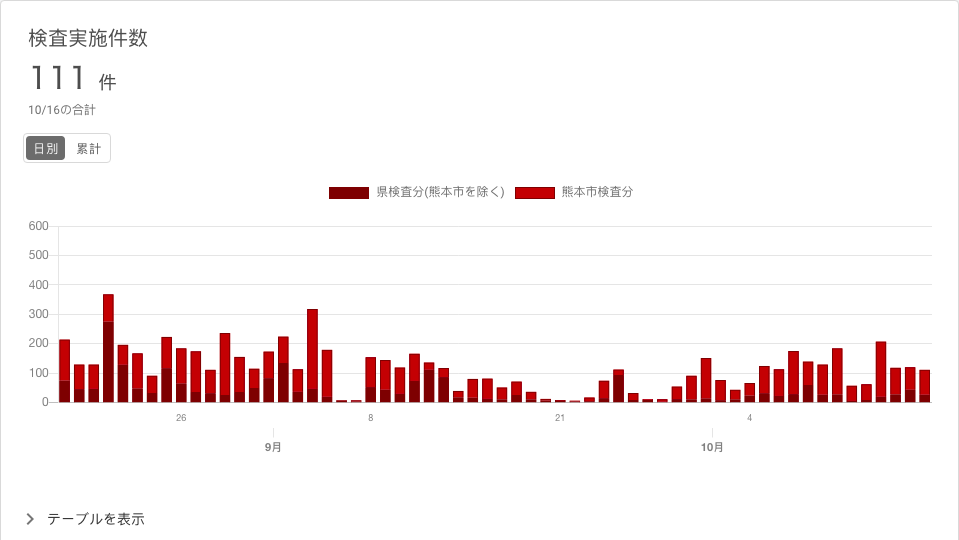 検査実施件数
111 件
10/16の合計
日別 累計
県検査分(熊本市を除く) 熊本市検査分
600
500
400
300
200
100
0
26 8 21 4
9月 10月
テーブルを表示